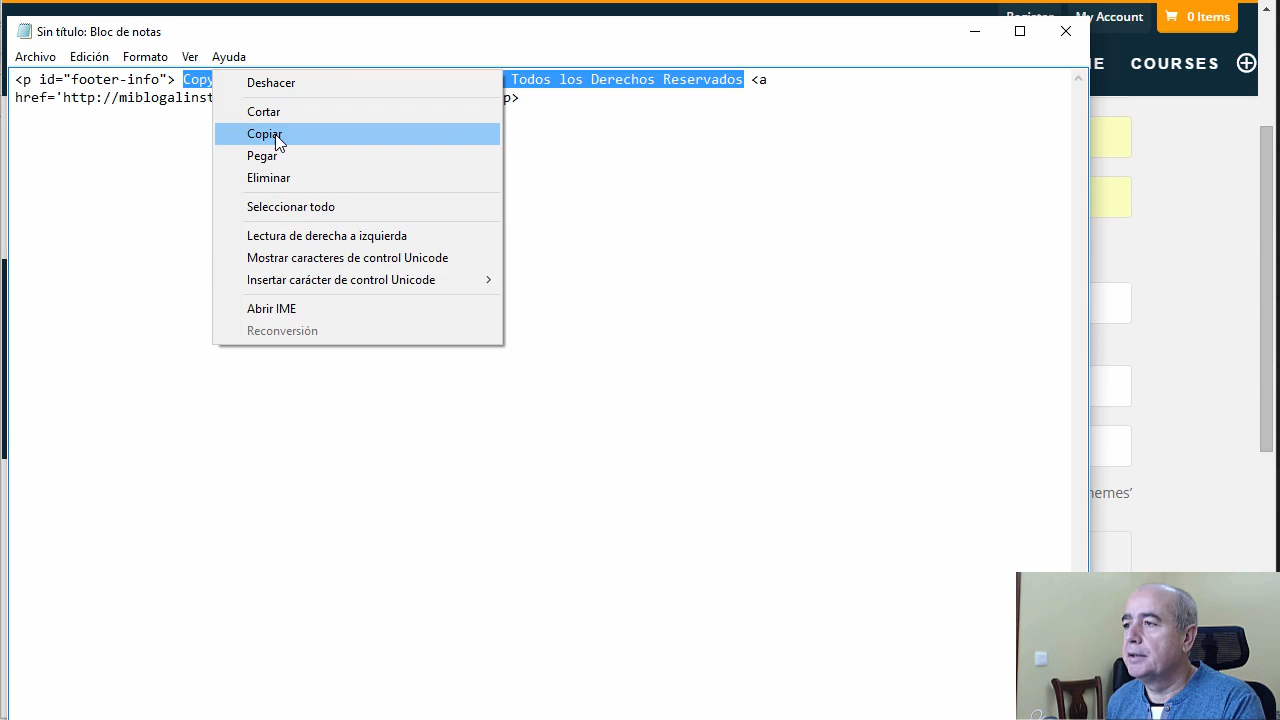 Register
My Account
0 Items
Sin título: Bloc de notas
Archivo Edición Formato Ver Ayuda
E COURSES
<p id="footer-info"> Copy Todos los Derechos Reservados <a
href='http://miblogalinst p>
Deshacer
Cortar
Copiar
Pegar
Eliminar
Seleccionar todo
Lectura de derecha a izquierda
Mostrar caracteres de control Unicode
Insertar carácter de control Unicode
Abrir IME
Reconversión
hemes’